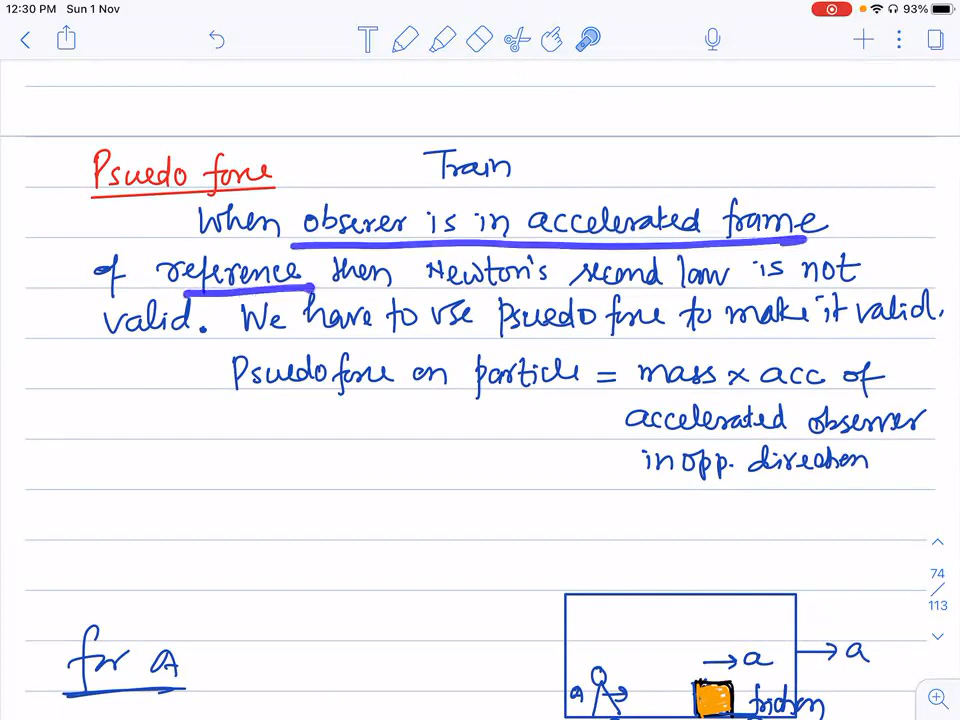 12:30 PM Sun 1 Nov
93%
T
Psuedo force
Train
When obserer is in accelerated frame
of reference then Newton's second law is not
valid. We have to use psuedo force to make it valid.
Psuedo force on particle = mass x acc of
accelerated observer
in opp. direction
74
/
113
→ a
for A
→ a
A
friction